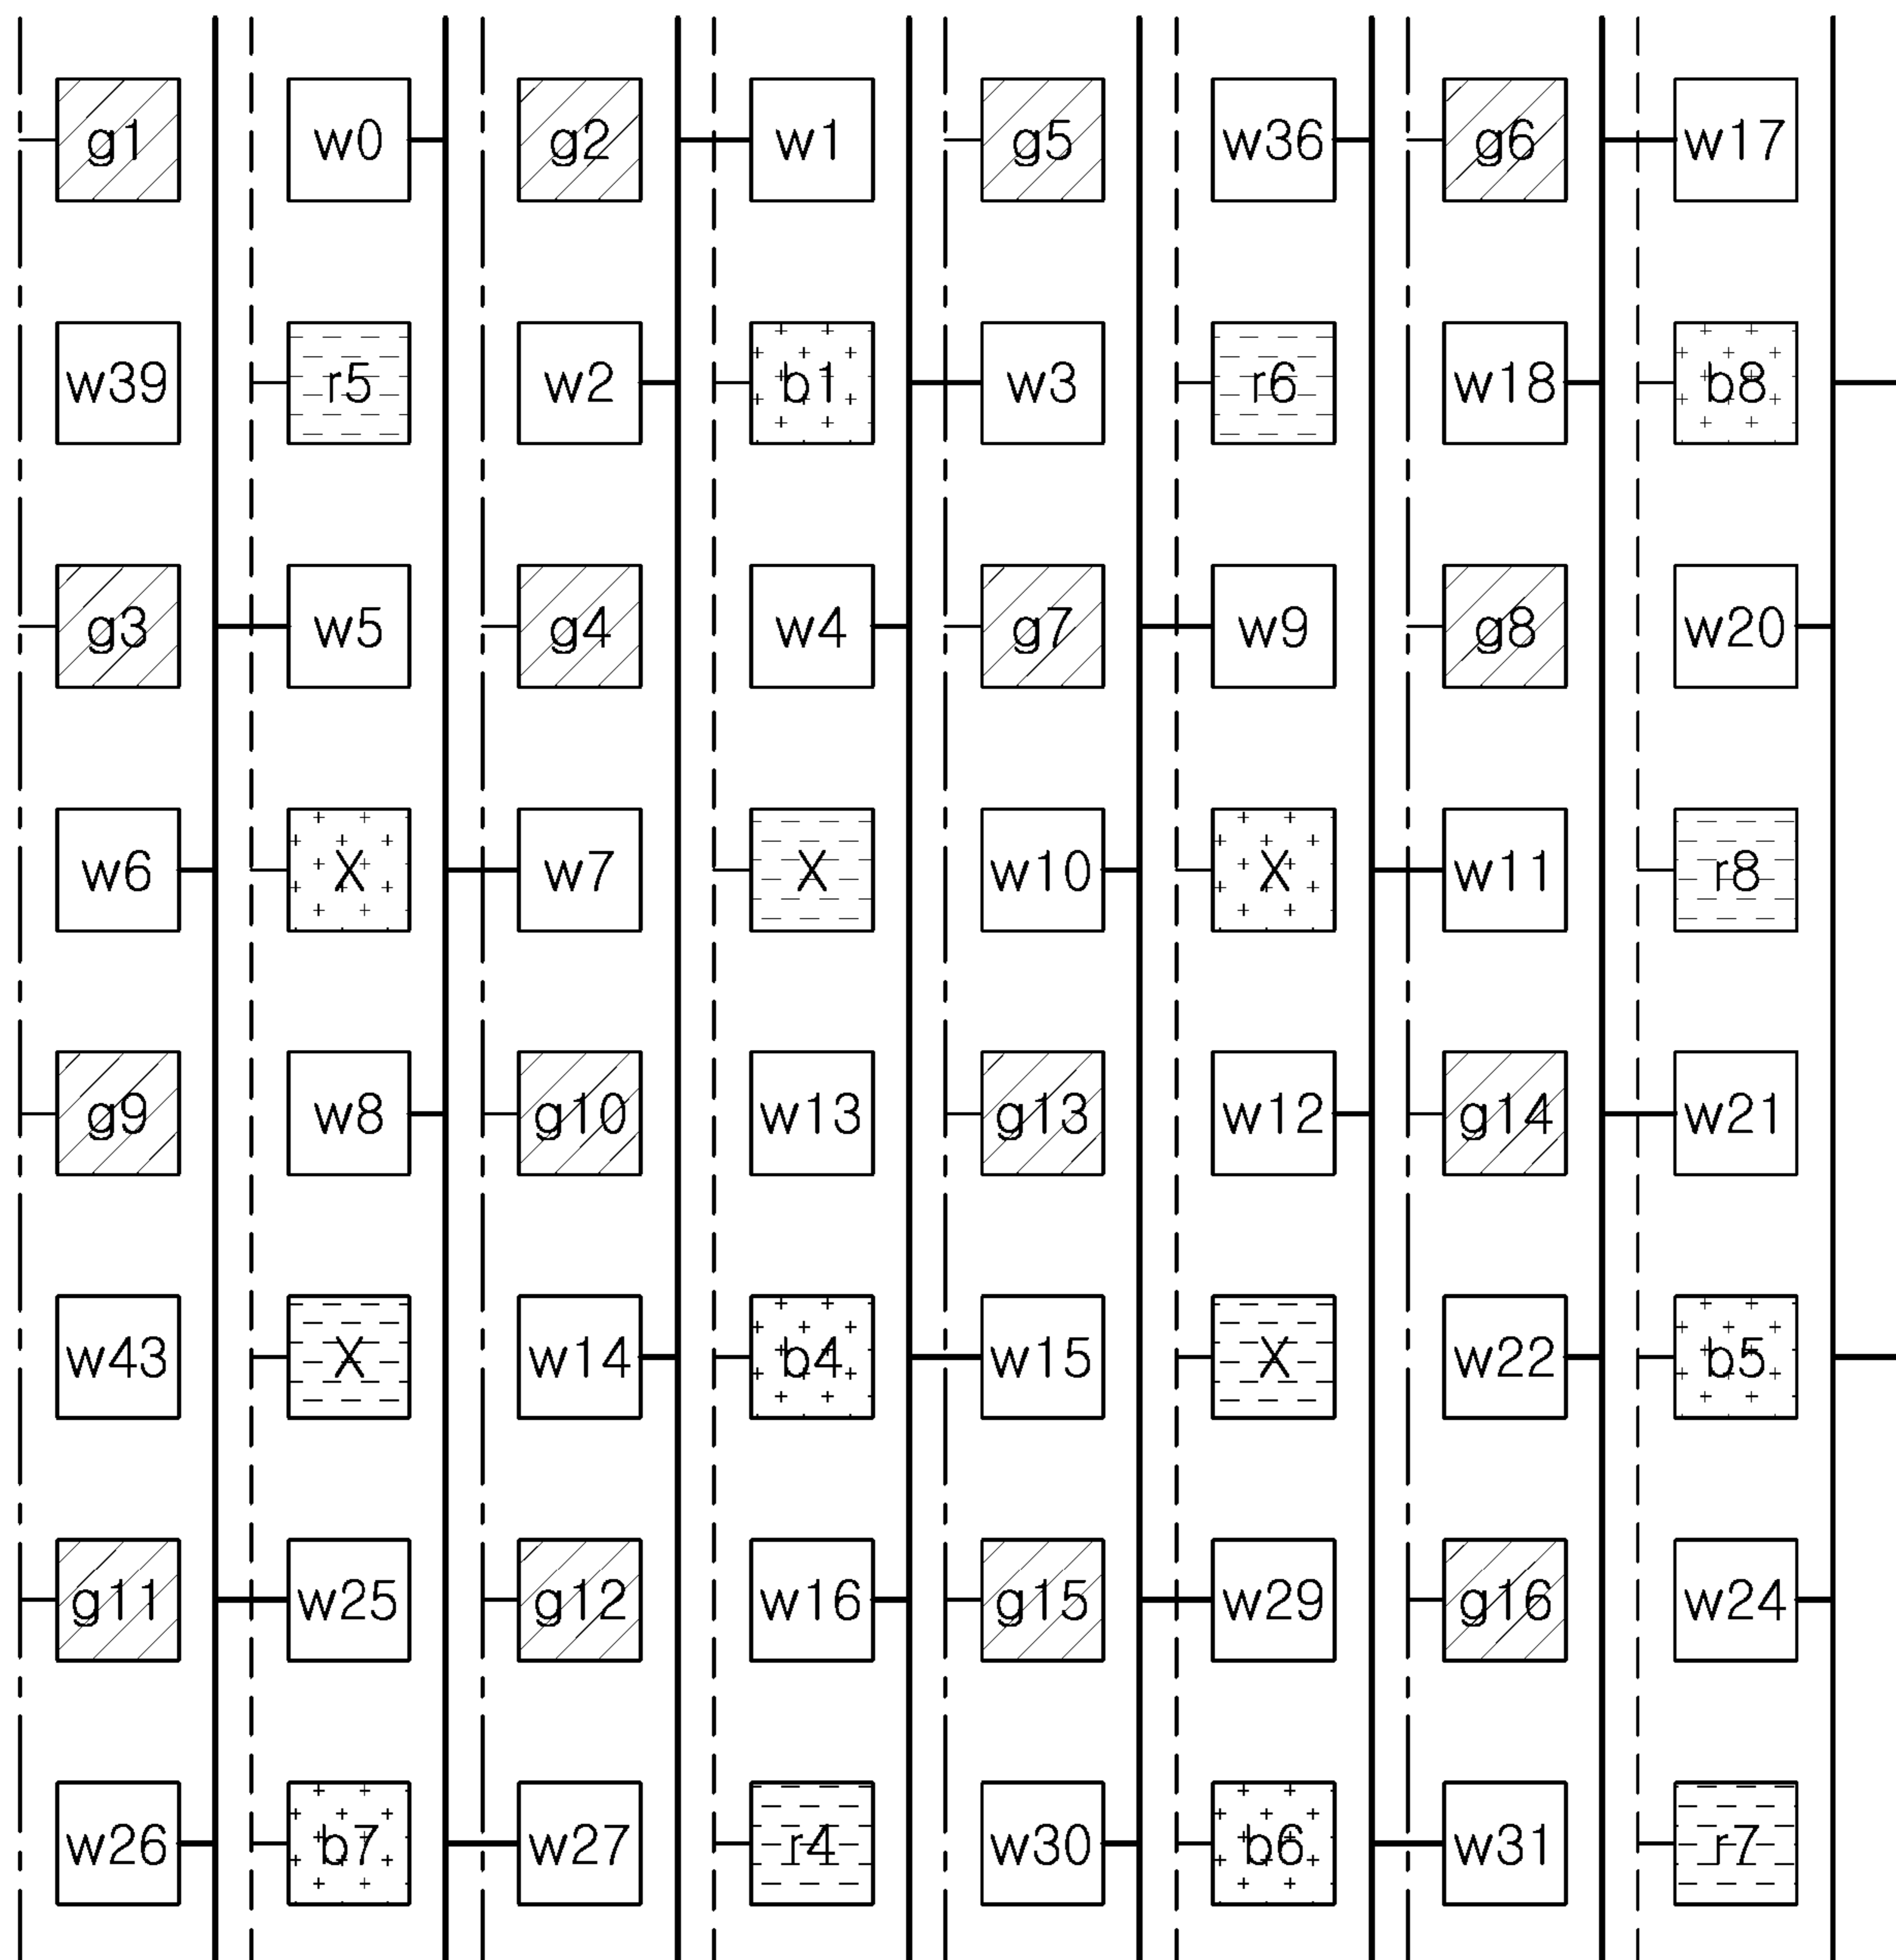 g1 w0 g2 w1 g5 w36 g6 w17
w39 r5 w2 b1 w3 r6 w18 b8
g3 w5 g4 w4 g7 w9 g8 w20
w6 X w7 X w10 X w11 r8
g9 w8 g10 w13 g13 w12 g14 w21
w43 X w14 b4 w15 X w22 b5
g11 w25 g12 w16 g15 w29 g16 w24
w26 b7 w27 r4 w30 b6 w31 r7